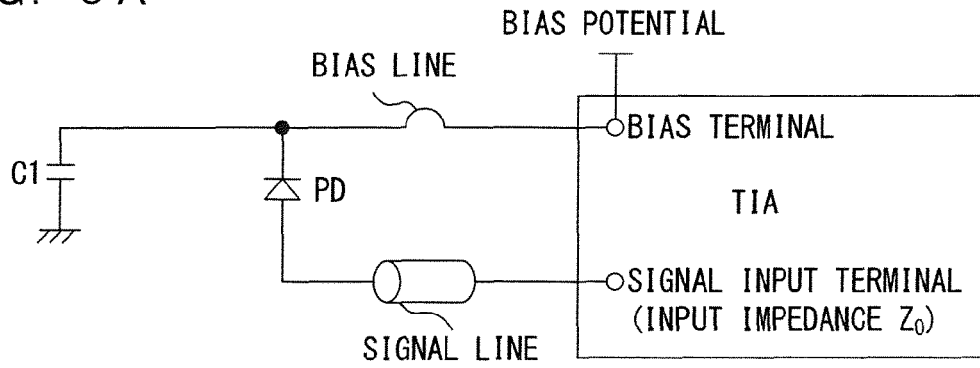 BIAS POTENTIAL
BIAS LINE
BIAS TERMINAL
C1
PD
TIA
SIGNAL INPUT TERMINAL
(INPUT IMPEDANCE Z₀)
SIGNAL LINE